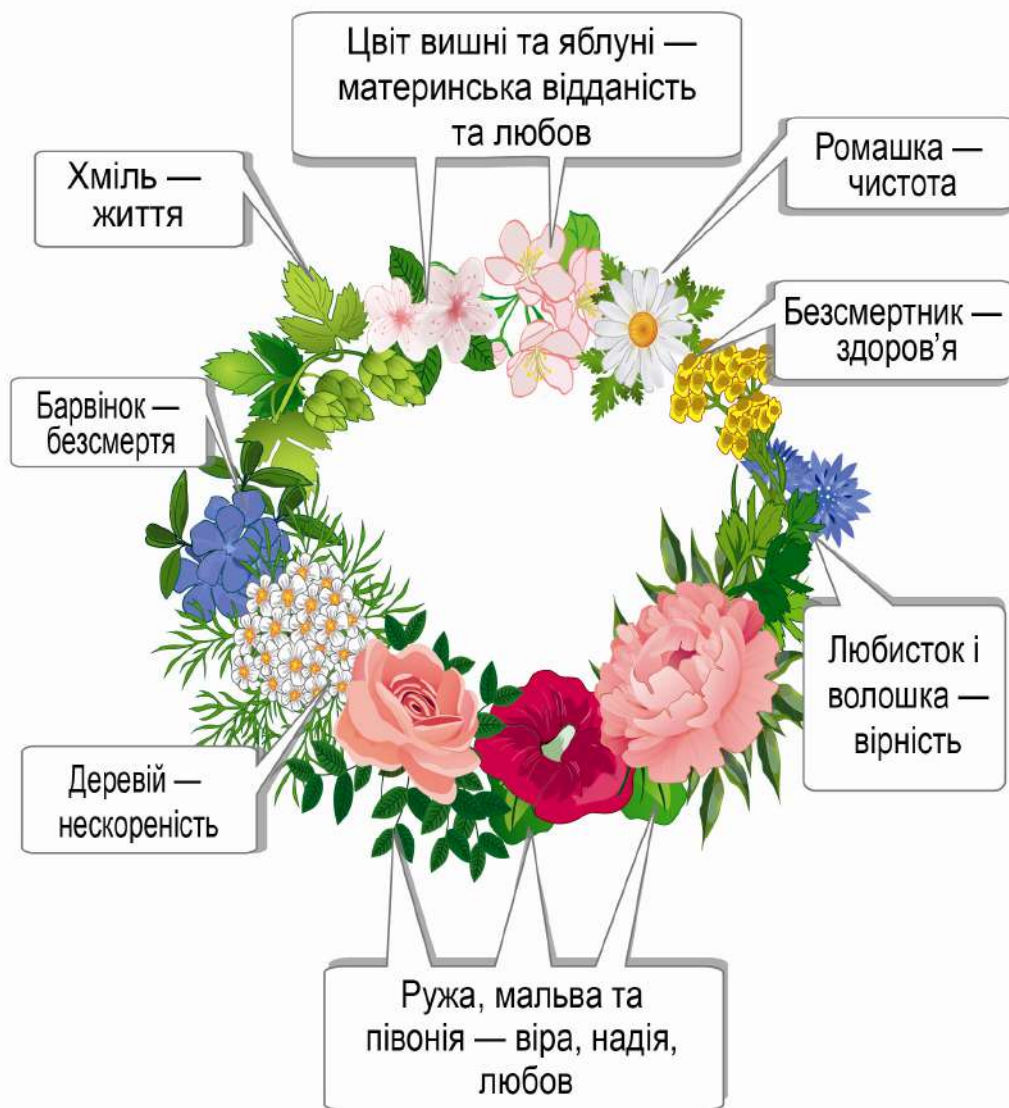 Цвіт вишні та яблуні —
материнська відданість
та любов
Ромашка —
чистота
Хміль —
життя
Безсмертник —
здоров’я
Барвінок —
безсмертя
Любисток і
волошка —
вірність
Деревій —
нескореність
Ружа, мальва та
півонія — віра, надія,
любов